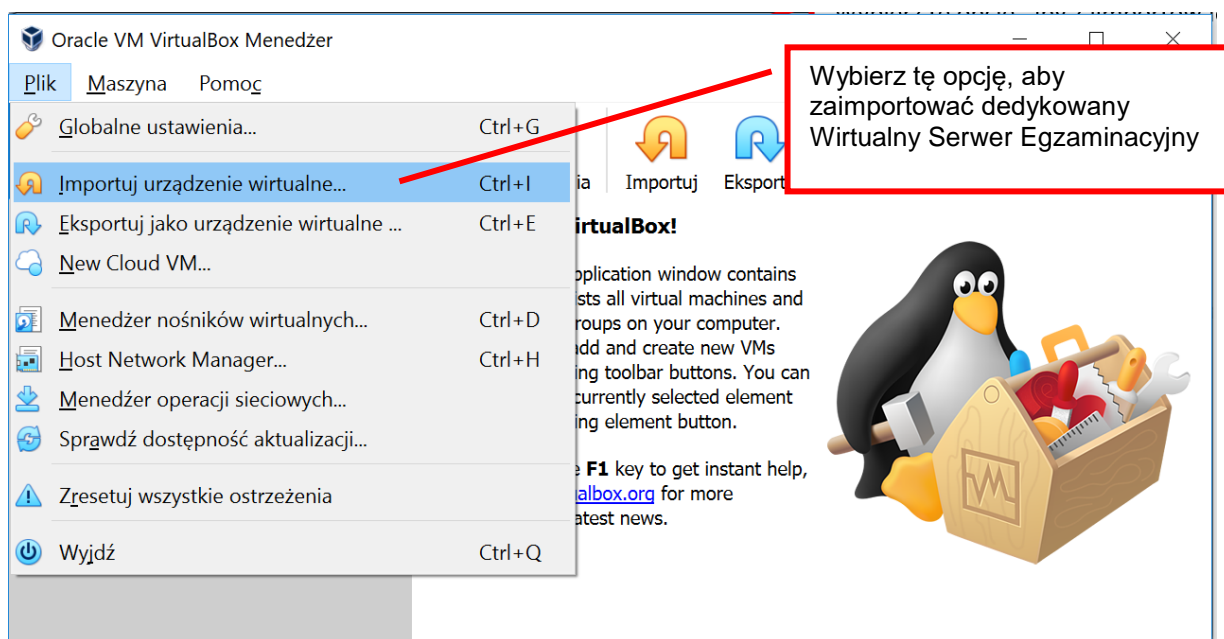 Oracle VM VirtualBox Menedżer
Plik Maszyna Pomoc
Wybierz tę opcję, aby
zaimportować dedykowany
Wirtualny Serwer Egzaminacyjny
Globalne ustawienia... Ctrl+G
Importuj urządzenie wirtualne... Ctrl+I
Eksportuj jako urządzenie wirtualne ... Ctrl+E
New Cloud VM...
Menedżer nośników wirtualnych... Ctrl+D
Host Network Manager... Ctrl+H
Menedżer operacji sieciowych...
Sprawdź dostępność aktualizacji...
Zresetuj wszystkie ostrzeżenia
Wyjdź Ctrl+Q
ia Importuj Eksport
irtualBox!
pplication window contains
sts all virtual machines and
roups on your computer.
add and create new VMs
ing toolbar buttons. You can
currently selected element
ing element button.
F1 key to get instant help,
albox.org for more
atest news.